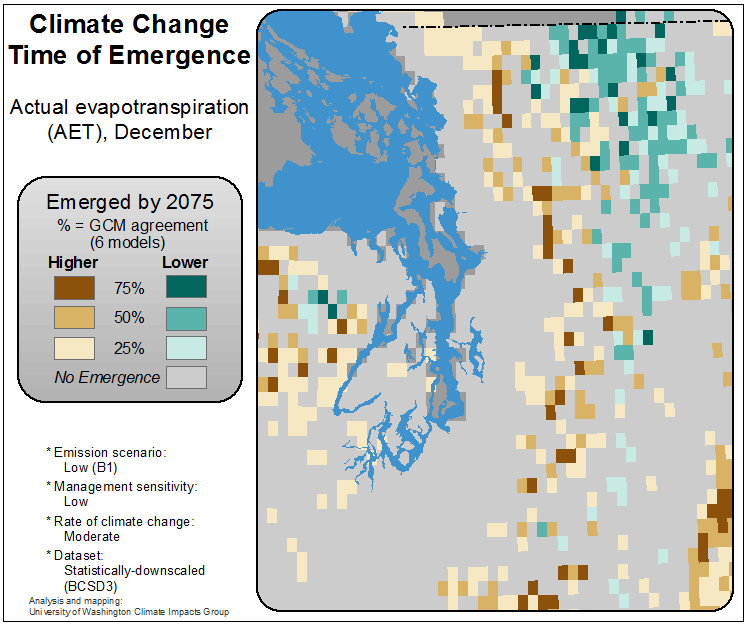 Climate Change
Time of Emergence
Actual evapotranspiration
(AET), December
Emerged by 2075
% = GCM agreement
(6 models)
Higher Lower
75%
50%
25%
No Emergence
* Emission scenario:
Low (B1)
* Management sensitivity:
Low
* Rate of climate change:
Moderate
* Dataset:
Statistically-downscaled
(BCSD3)
Analysis and mapping:
University of Washington Climate Impacts Group